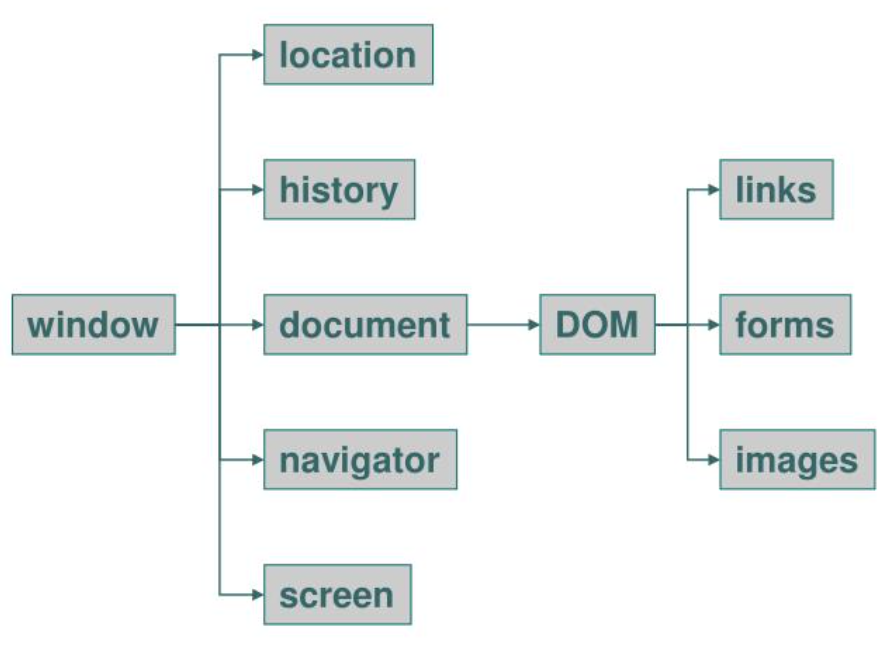 location
history
links
window
document
DOM
forms
navigator
images
screen